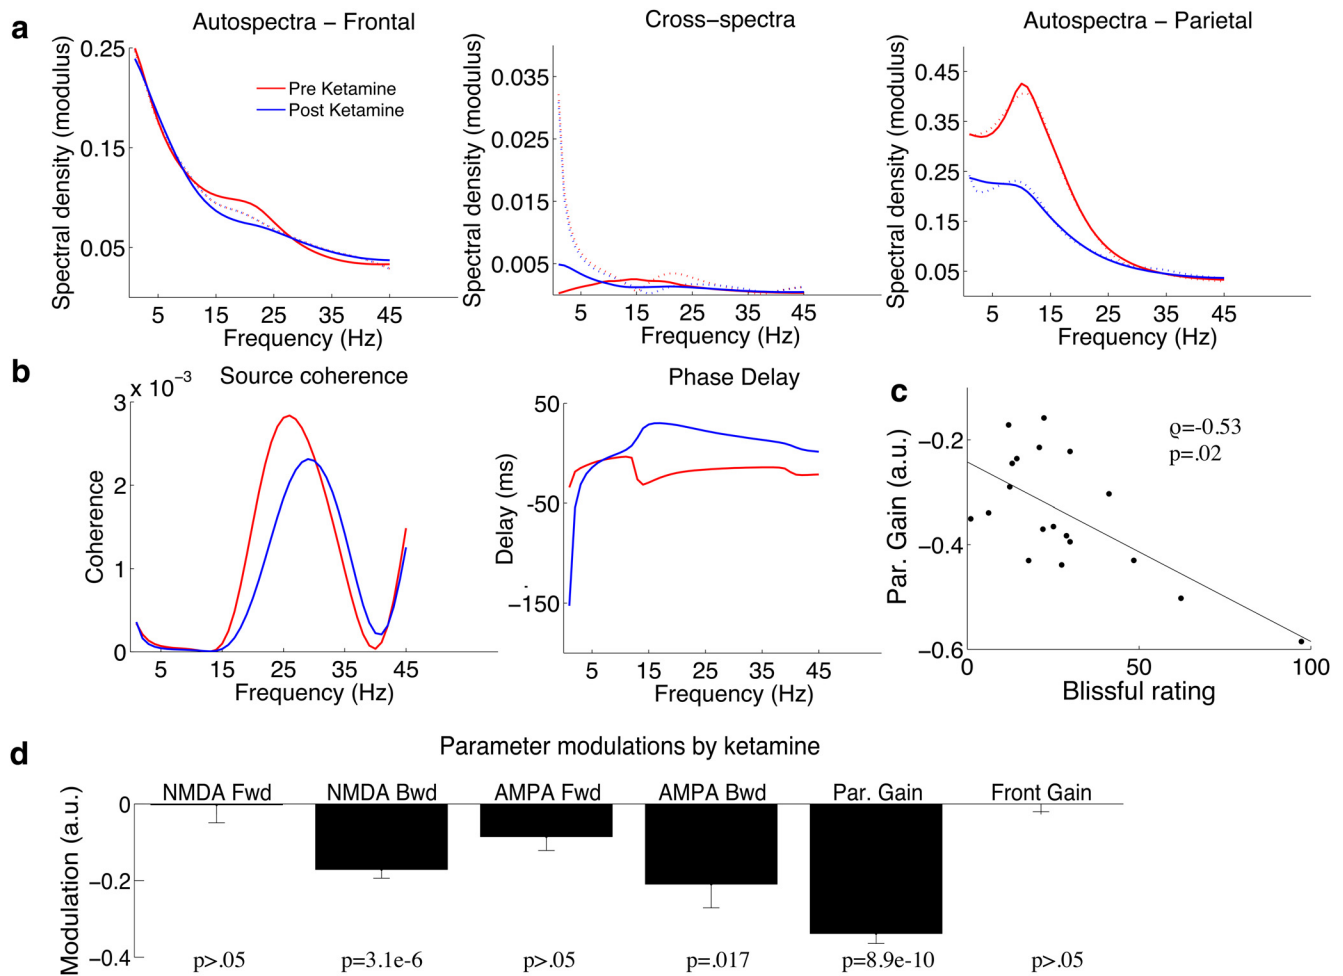 a
Autospectra – Frontal
Spectral density (modulus)
0.25
0.15
0.05
Pre Ketamine
Post Ketamine
5 15 25 35 45
Frequency (Hz)
Cross–spectra
Spectral density (modulus)
0.035
0.025
0.015
0.005
5 15 25 35 45
Frequency (Hz)
Autospectra – Parietal
Spectral density (modulus)
0.45
0.35
0.25
0.15
0.05
5 15 25 35 45
Frequency (Hz)
b
Source coherence
x 10⁻³
Coherence
3
2
1
0
5 15 25 35 45
Frequency (Hz)
Phase Delay
Delay (ms)
50
−50
−150
5 15 25 35 45
Frequency (Hz)
c
Par. Gain (a.u.)
−0.2
−0.4
−0.6
ϱ=-0.53
p=.02
0 50 100
Blissful rating
d
Parameter modulations by ketamine
Modulation (a.u.)
0
−0.2
−0.4
NMDA Fwd NMDA Bwd AMPA Fwd AMPA Bwd Par. Gain Front Gain
p>.05 p=3.1e-6 p>.05 p=.017 p=8.9e-10 p>.05